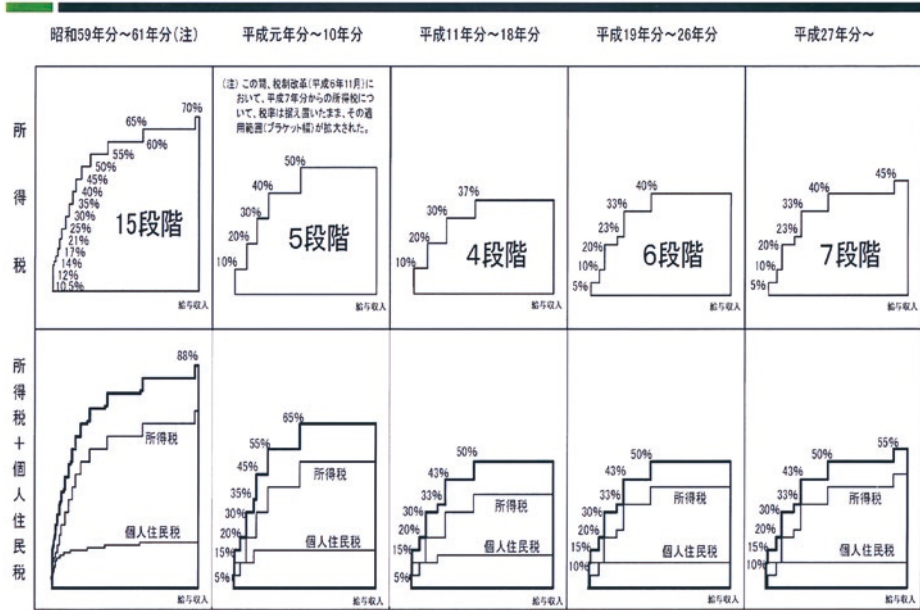 昭和59年分～61年分(注)
平成元年分～10年分
平成11年分～18年分
平成19年分～26年分
平成27年分～
所得税
70%
65%
60%
55%
50%
45%
40%
35%
30%
25%
21%
17%
14%
12%
10.5%
15段階
給与収入
(注) この間、税制改革(平成6年11月)に
おいて、平成7年分からの所得税につ
いて、税率は据え置いたまま、その適
用範囲(ブラケット幅)が拡大された。
50%
40%
30%
20%
10%
5段階
給与収入
37%
30%
20%
10%
4段階
給与収入
40%
33%
23%
20%
10%
5%
6段階
給与収入
45%
40%
33%
23%
20%
10%
5%
7段階
給与収入
所得税+個人住民税
88%
所得税
個人住民税
給与収入
65%
55%
45%
35%
30%
20%
15%
5%
所得税
個人住民税
給与収入
50%
43%
33%
30%
20%
15%
5%
所得税
個人住民税
給与収入
50%
43%
33%
30%
20%
15%
10%
所得税
個人住民税
給与収入
55%
50%
43%
33%
30%
20%
15%
10%
所得税
個人住民税
給与収入